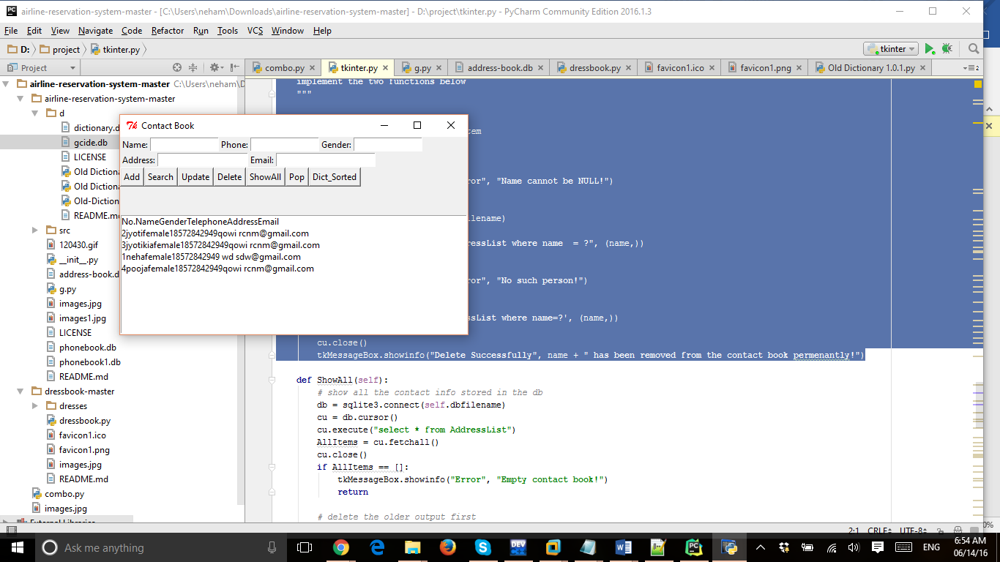 airline-reservation-system-master - [C:\Users\neham\Downloads\airline-reservation-system-master] - D:\project\tkinter.py - PyCharm Community Edition 2016.1.3
File Edit View Navigate Code Refactor Run Tools VCS Window Help
D: project tkinter.py tkinter
Project combo.py tkinter.py g.py address-book.db dressbook.py favicon1.ico favicon1.png Old Dictionary 1.0.1.py 2
airline-reservation-system-master C:\Users\neham\D
airline-reservation-system-master
d
dictionary.d
gcide.db
LICENSE
Old Dictiona
Old Dictiona
Old-Diction
README.m
src
120430.gif
__init__.py
address-book.d
g.py
images.jpg
images1.jpg
LICENSE
phonebook.db
phonebook1.db
README.md
dressbook-master
dresses
dressbook.py
favicon1.ico
favicon1.png
images.jpg
README.md
combo.py
images.jpg
External Libraries
Contact Book
Name: Phone: Gender:
Address: Email:
Add Search Update Delete ShowAll Pop Dict_Sorted
No.NameGenderTelephoneAddressEmail
2jyotifemale18572842949qowi rcnm@gmail.com
3jyotikiafemale18572842949qowi rcnm@gmail.com
1nehafemale18572842949 wd sdw@gmail.com
4poojafemale18572842949qowi rcnm@gmail.com
implement the two functions below
"""
tem
ror", "Name cannot be NULL!")
lename)
ressList where name  = ?", (name,))
ror", "No such person!")
ssList where name=?', (name,))
cu.close()
tkMessageBox.showinfo("Delete Successfully", name + " has been removed from the contact book permenantly!")
def ShowAll(self):
# show all the contact info stored in the db
db = sqlite3.connect(self.dbfilename)
cu = db.cursor()
cu.execute("select * from AddressList")
AllItems = cu.fetchall()
cu.close()
if AllItems == []:
tkMessageBox.showinfo("Error", "Empty contact book!")
return
# delete the older output first
2:1 CRLF UTF-8
0%
Ask me anything
ENG
6:54 AM
06/14/16